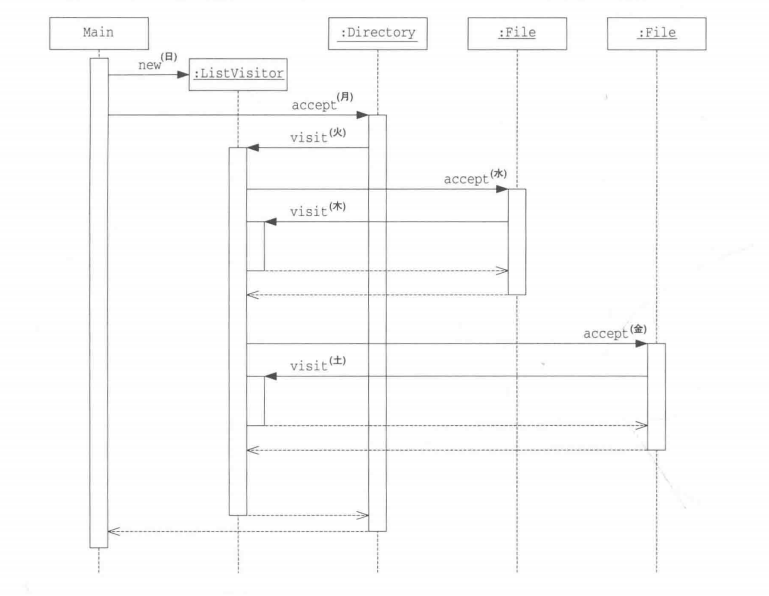 Main
:Directory
:File
:File
new(日)
:ListVisitor
accept(月)
visit(火)
accept(水)
visit(木)
accept(金)
visit(土)